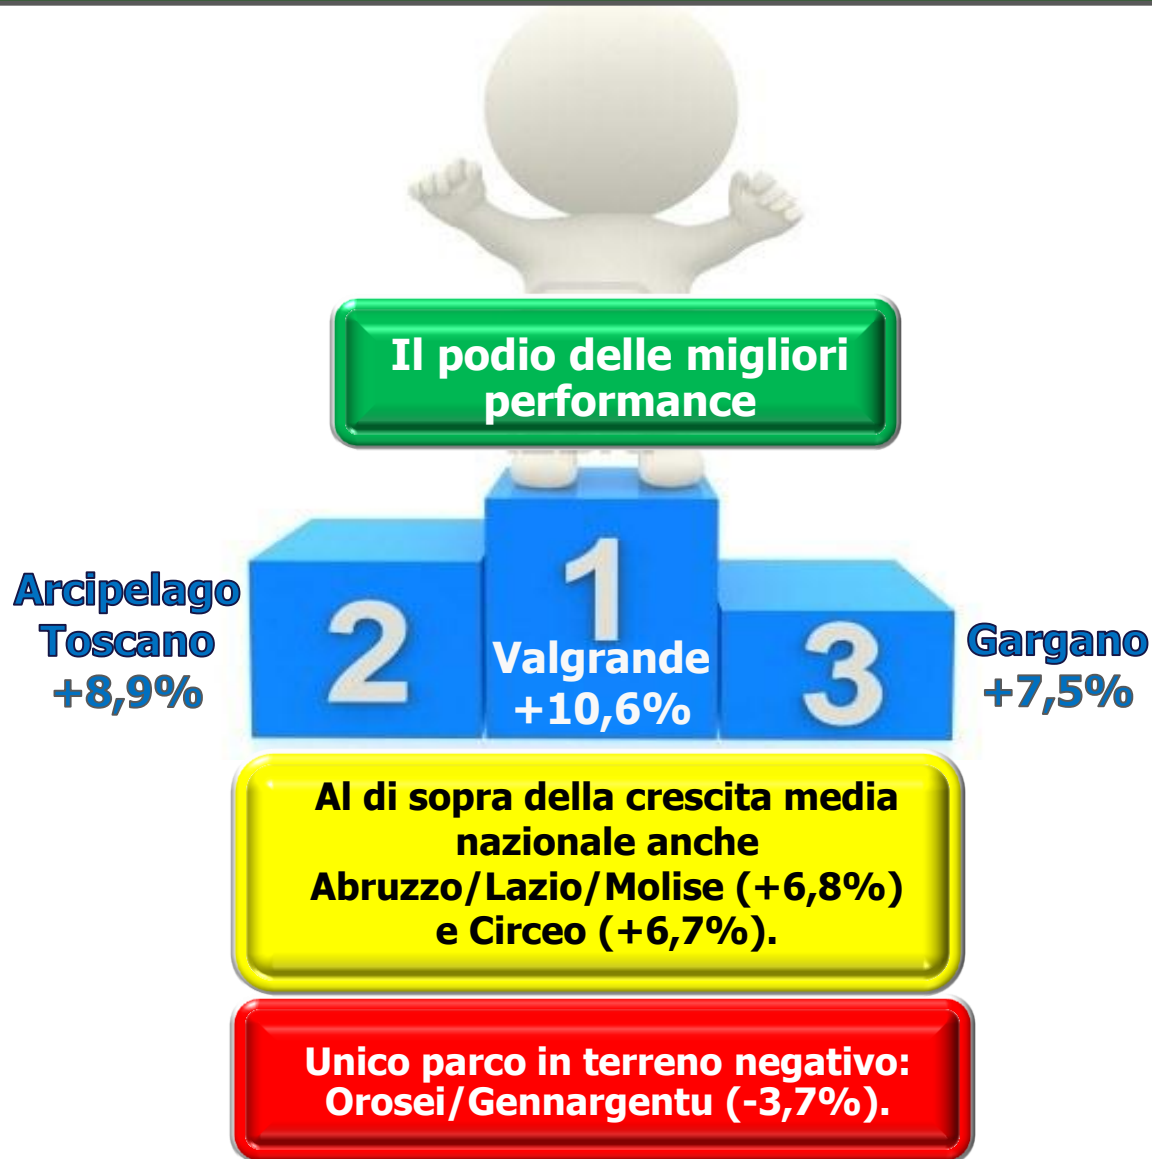 Il podio delle migliori
performance
1
Valgrande
+10,6%
2
Arcipelago
Toscano
+8,9%
3
Gargano
+7,5%
Al di sopra della crescita media
nazionale anche
Abruzzo/Lazio/Molise (+6,8%)
e Circeo (+6,7%).
Unico parco in terreno negativo:
Orosei/Gennargentu (-3,7%).